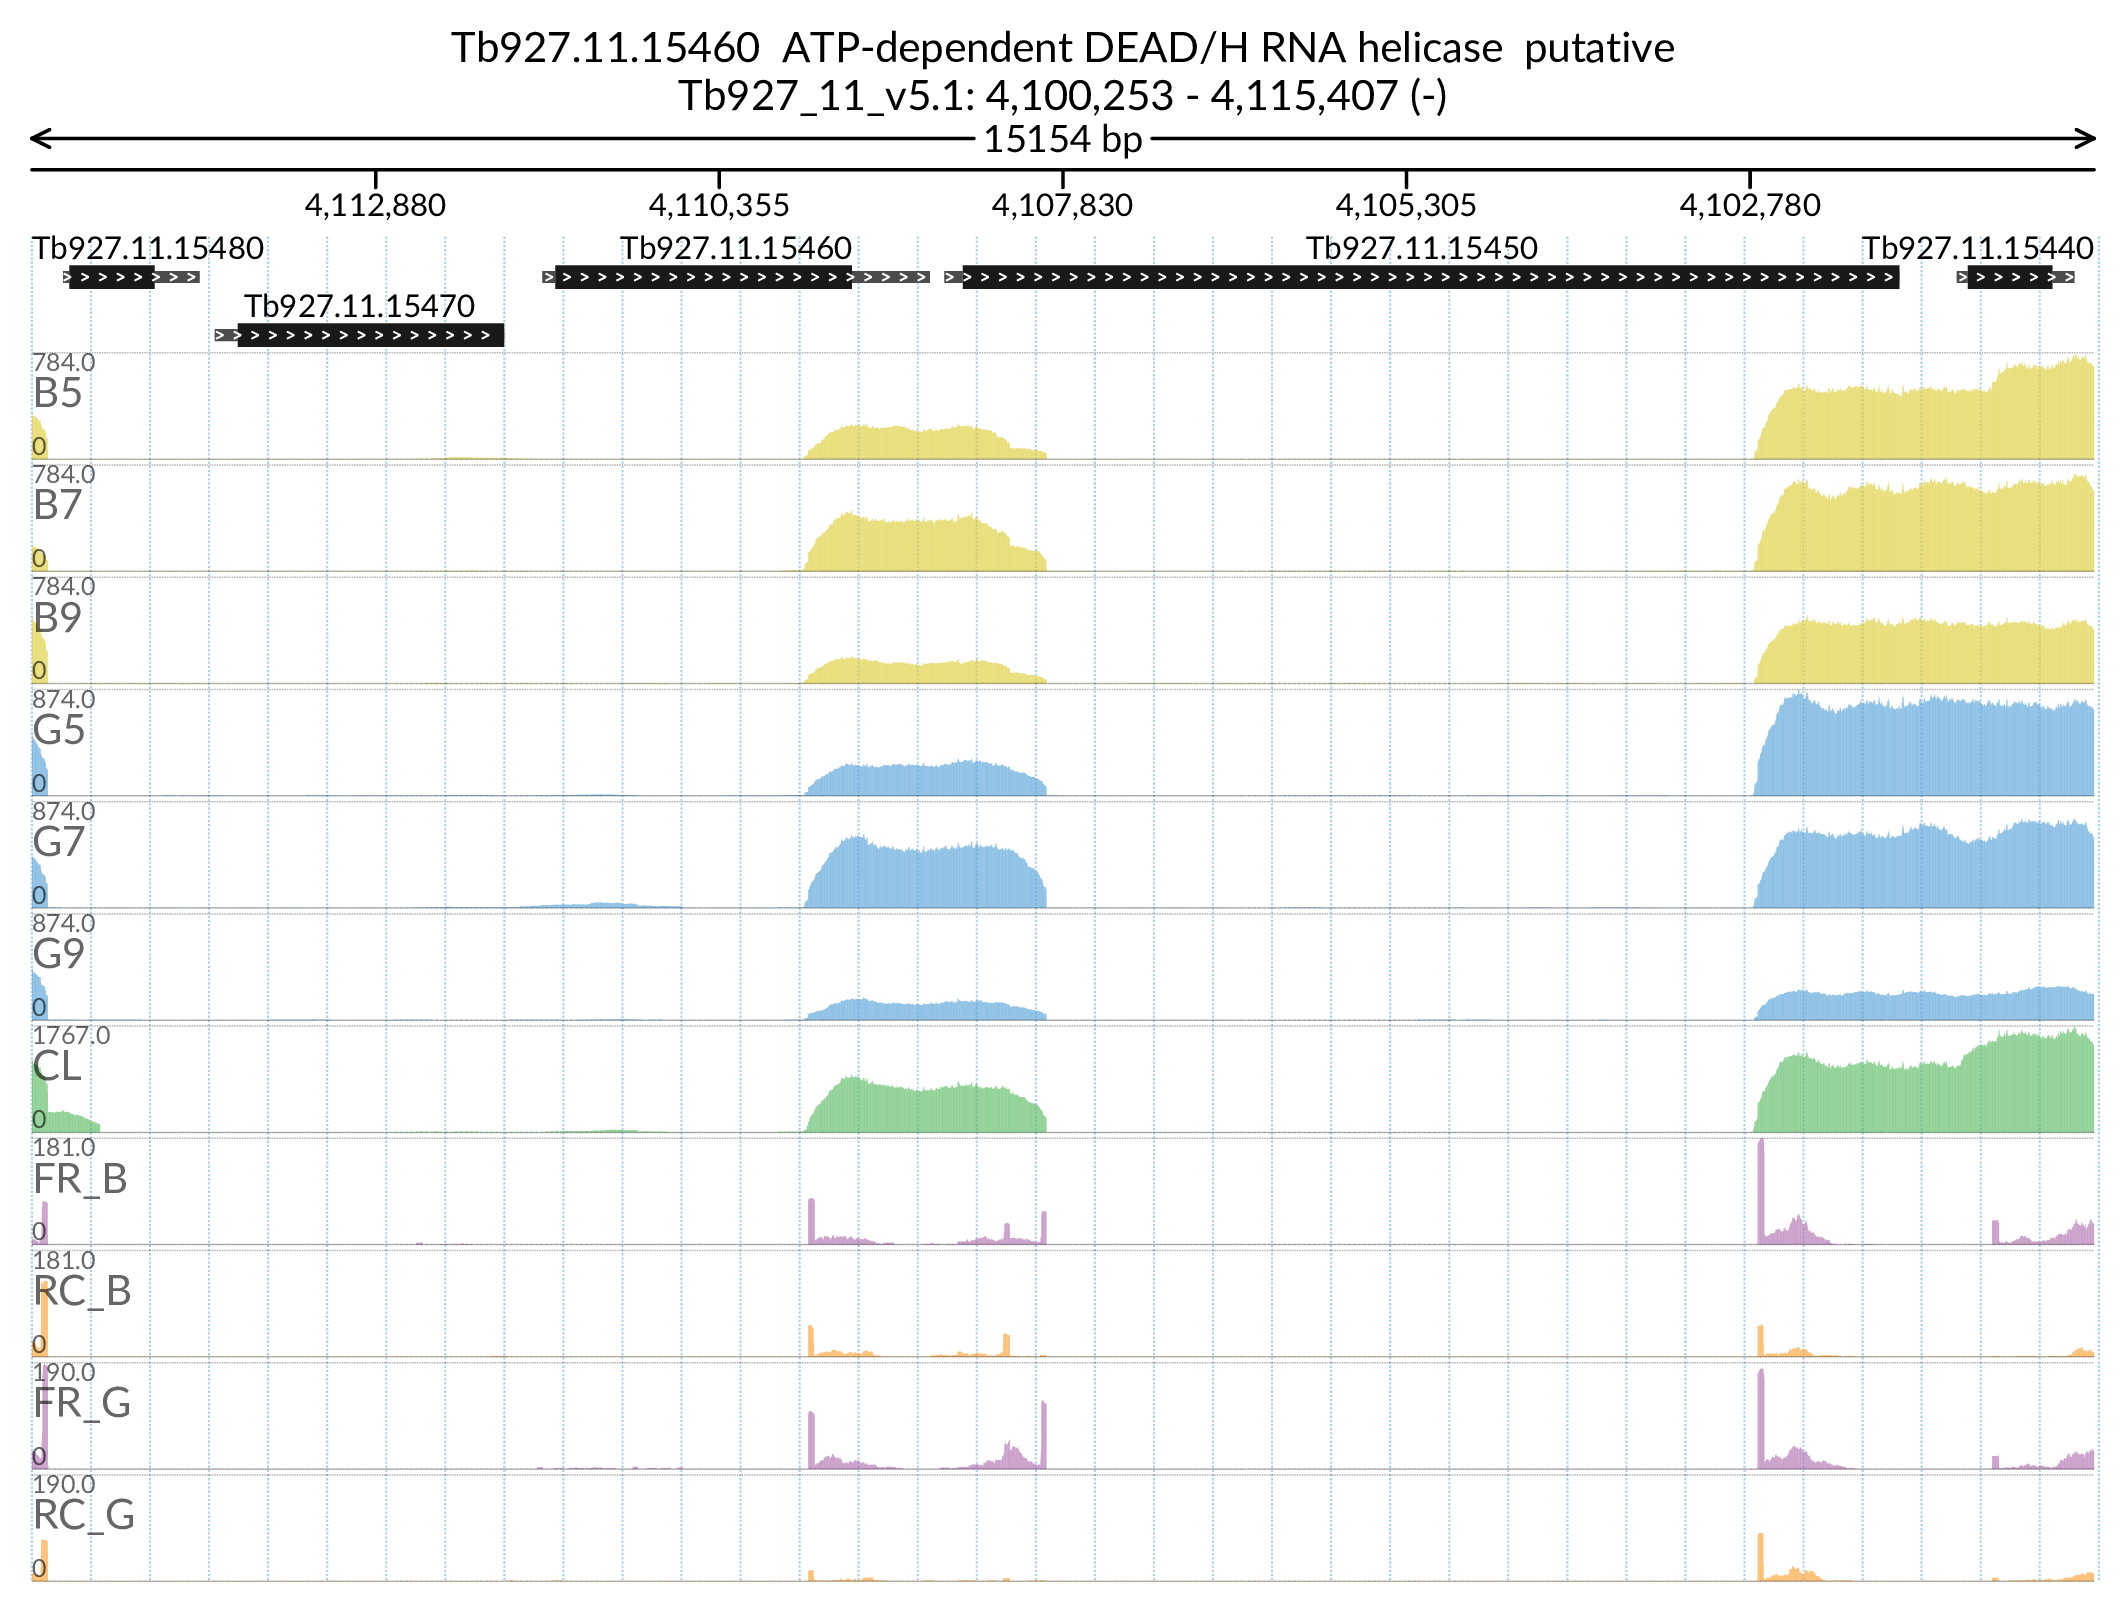 Tb927.11.15460  ATP-dependent DEAD/H RNA helicase  putative
Tb927_11_v5.1: 4,100,253 - 4,115,407 (-)
15154 bp
4,112,880 4,110,355 4,107,830 4,105,305 4,102,780
Tb927.11.15480 Tb927.11.15460 Tb927.11.15450 Tb927.11.15440
Tb927.11.15470
784.0
B5
0
784.0
B7
0
784.0
B9
0
874.0
G5
0
874.0
G7
0
874.0
G9
0
1767.0
CL
0
181.0
FR_B
0
181.0
RC_B
0
190.0
FR_G
0
190.0
RC_G
0